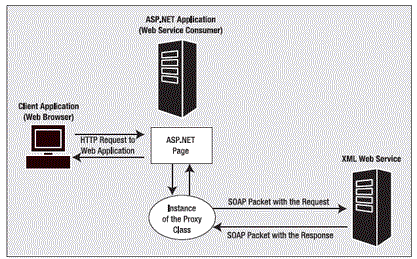 ASP.NET Application
(Web Service Consumer)
Client Application
(Web Browser)
HTTP Request to
Web Application
ASP.NET
Page
XML Web Service
Instance
of the Proxy
Class
SOAP Packet with the Request
SOAP Packet with the Response